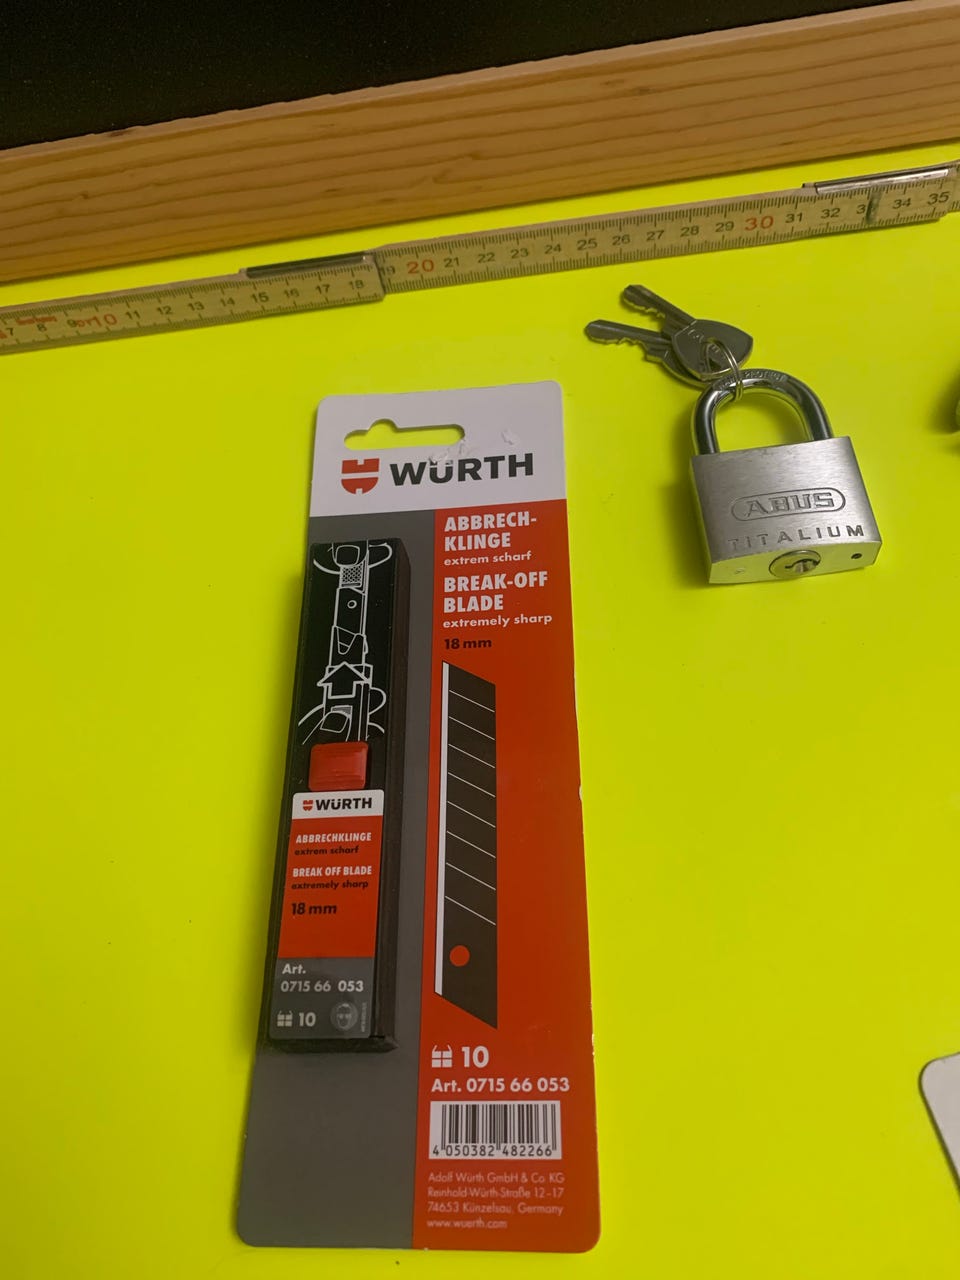 7 8 9 10 11 12 13 14 15 16 17 18 19 20 21 22 23 24 25 26 27 28 29 30 31 32 34 35
ABUS
TITALIUM
WÜRTH
ABBRECH-
KLINGE
extrem scharf
BREAK-OFF
BLADE
extremely sharp
18 mm
WÜRTH
ABBRECHKLINGE
extrem scharf
BREAK OFF BLADE
extremely sharp
18 mm
Art.
0715 66 053
10
10
Art. 0715 66 053
4 050382 482266
Adolf Würth GmbH & Co. KG
Reinhold-Würth-Straße 12-17
74653 Künzelsau, Germany
www.wuerth.com